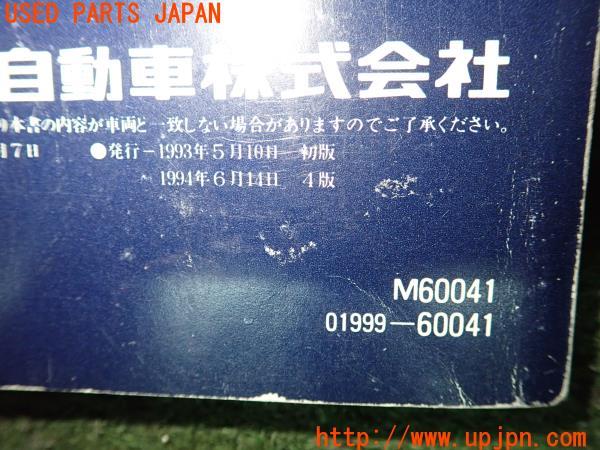 USED PARTS JAPAN
自動車株式会社
本書の内容が車両と一致しない場合がありますのでご了承ください。
月7日 ●発行－1993年5月10日 初版
1994年6月14日 4版
M60041
01999－60041
http://www.upjpn.com/